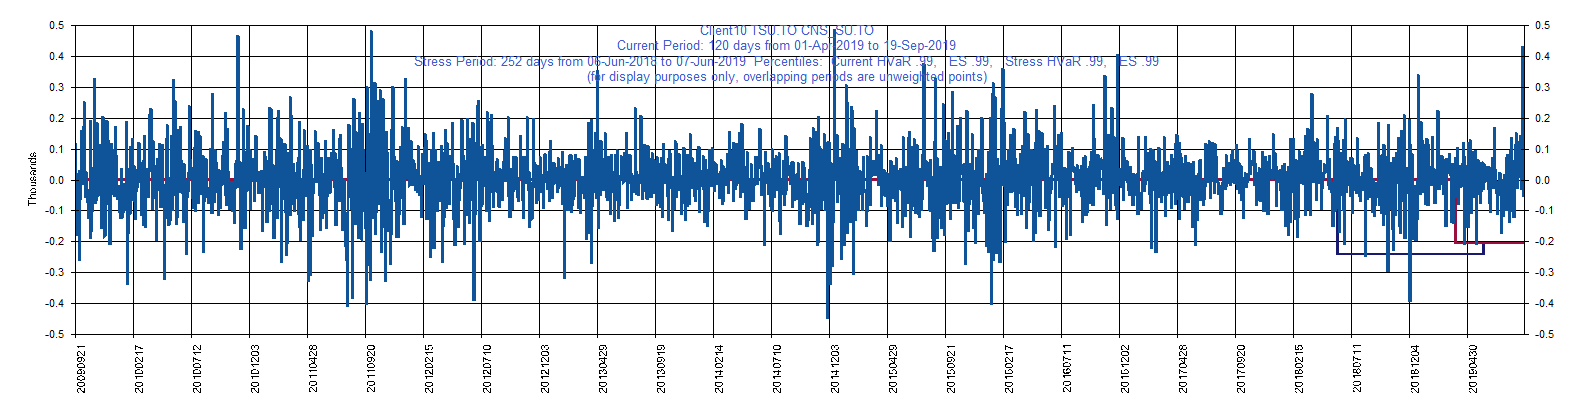 Client10 TSU.TO CNS_SU.TO
Current Period: 120 days from 01-Apr-2019 to 19-Sep-2019
Stress Period: 252 days from 06-Jun-2018 to 07-Jun-2019 Percentiles: Current HVaR .99, ES .99, Stress HVaR .99, ES .99
(for display purposes only, overlapping periods are unweighted points)
0.5 0.5
0.4 0.4
0.3 0.3
0.2 0.2
0.1 0.1
0.0 0.0
-0.1 -0.1
-0.2 -0.2
-0.3 -0.3
-0.4 -0.4
-0.5 -0.5
Thousands
20090921 20100217 20100712 20101203 20110428 20110920 20120215 20120710 20121203 20130429 20130919 20140214 20140710 20141203 20150429 20150921 20160217 20160711 20161202 20170428 20170920 20180215 20180711 20181204 20190430